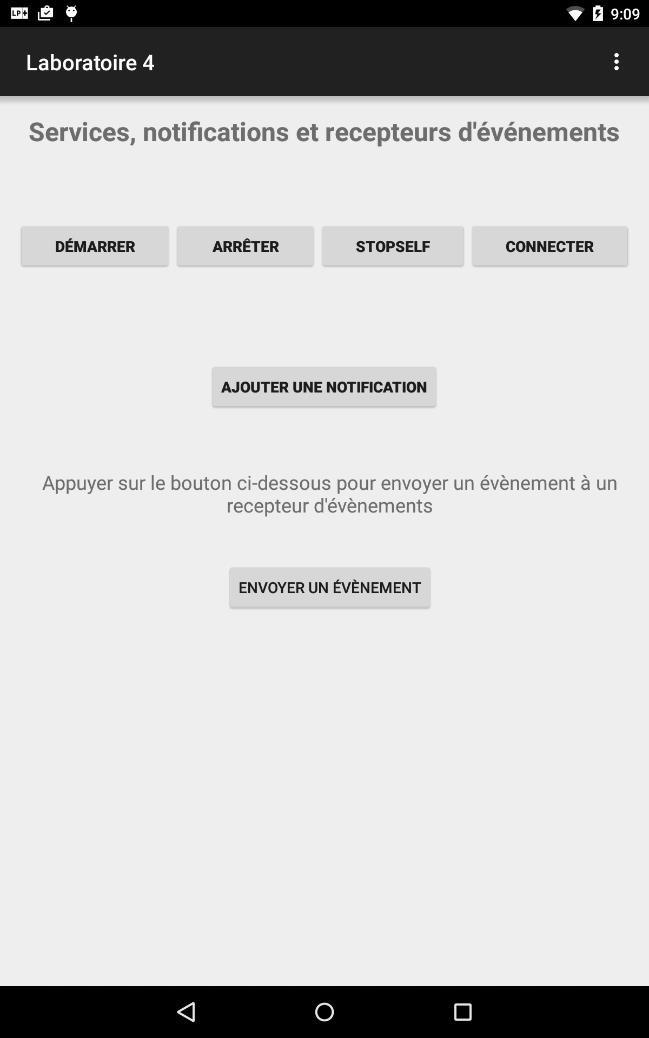 LP+
9:09
Laboratoire 4
Services, notifications et recepteurs d'événements
DÉMARRER
ARRÊTER
STOPSELF
CONNECTER
AJOUTER UNE NOTIFICATION
Appuyer sur le bouton ci-dessous pour envoyer un évènement à un
recepteur d'évènements
ENVOYER UN ÉVÈNEMENT